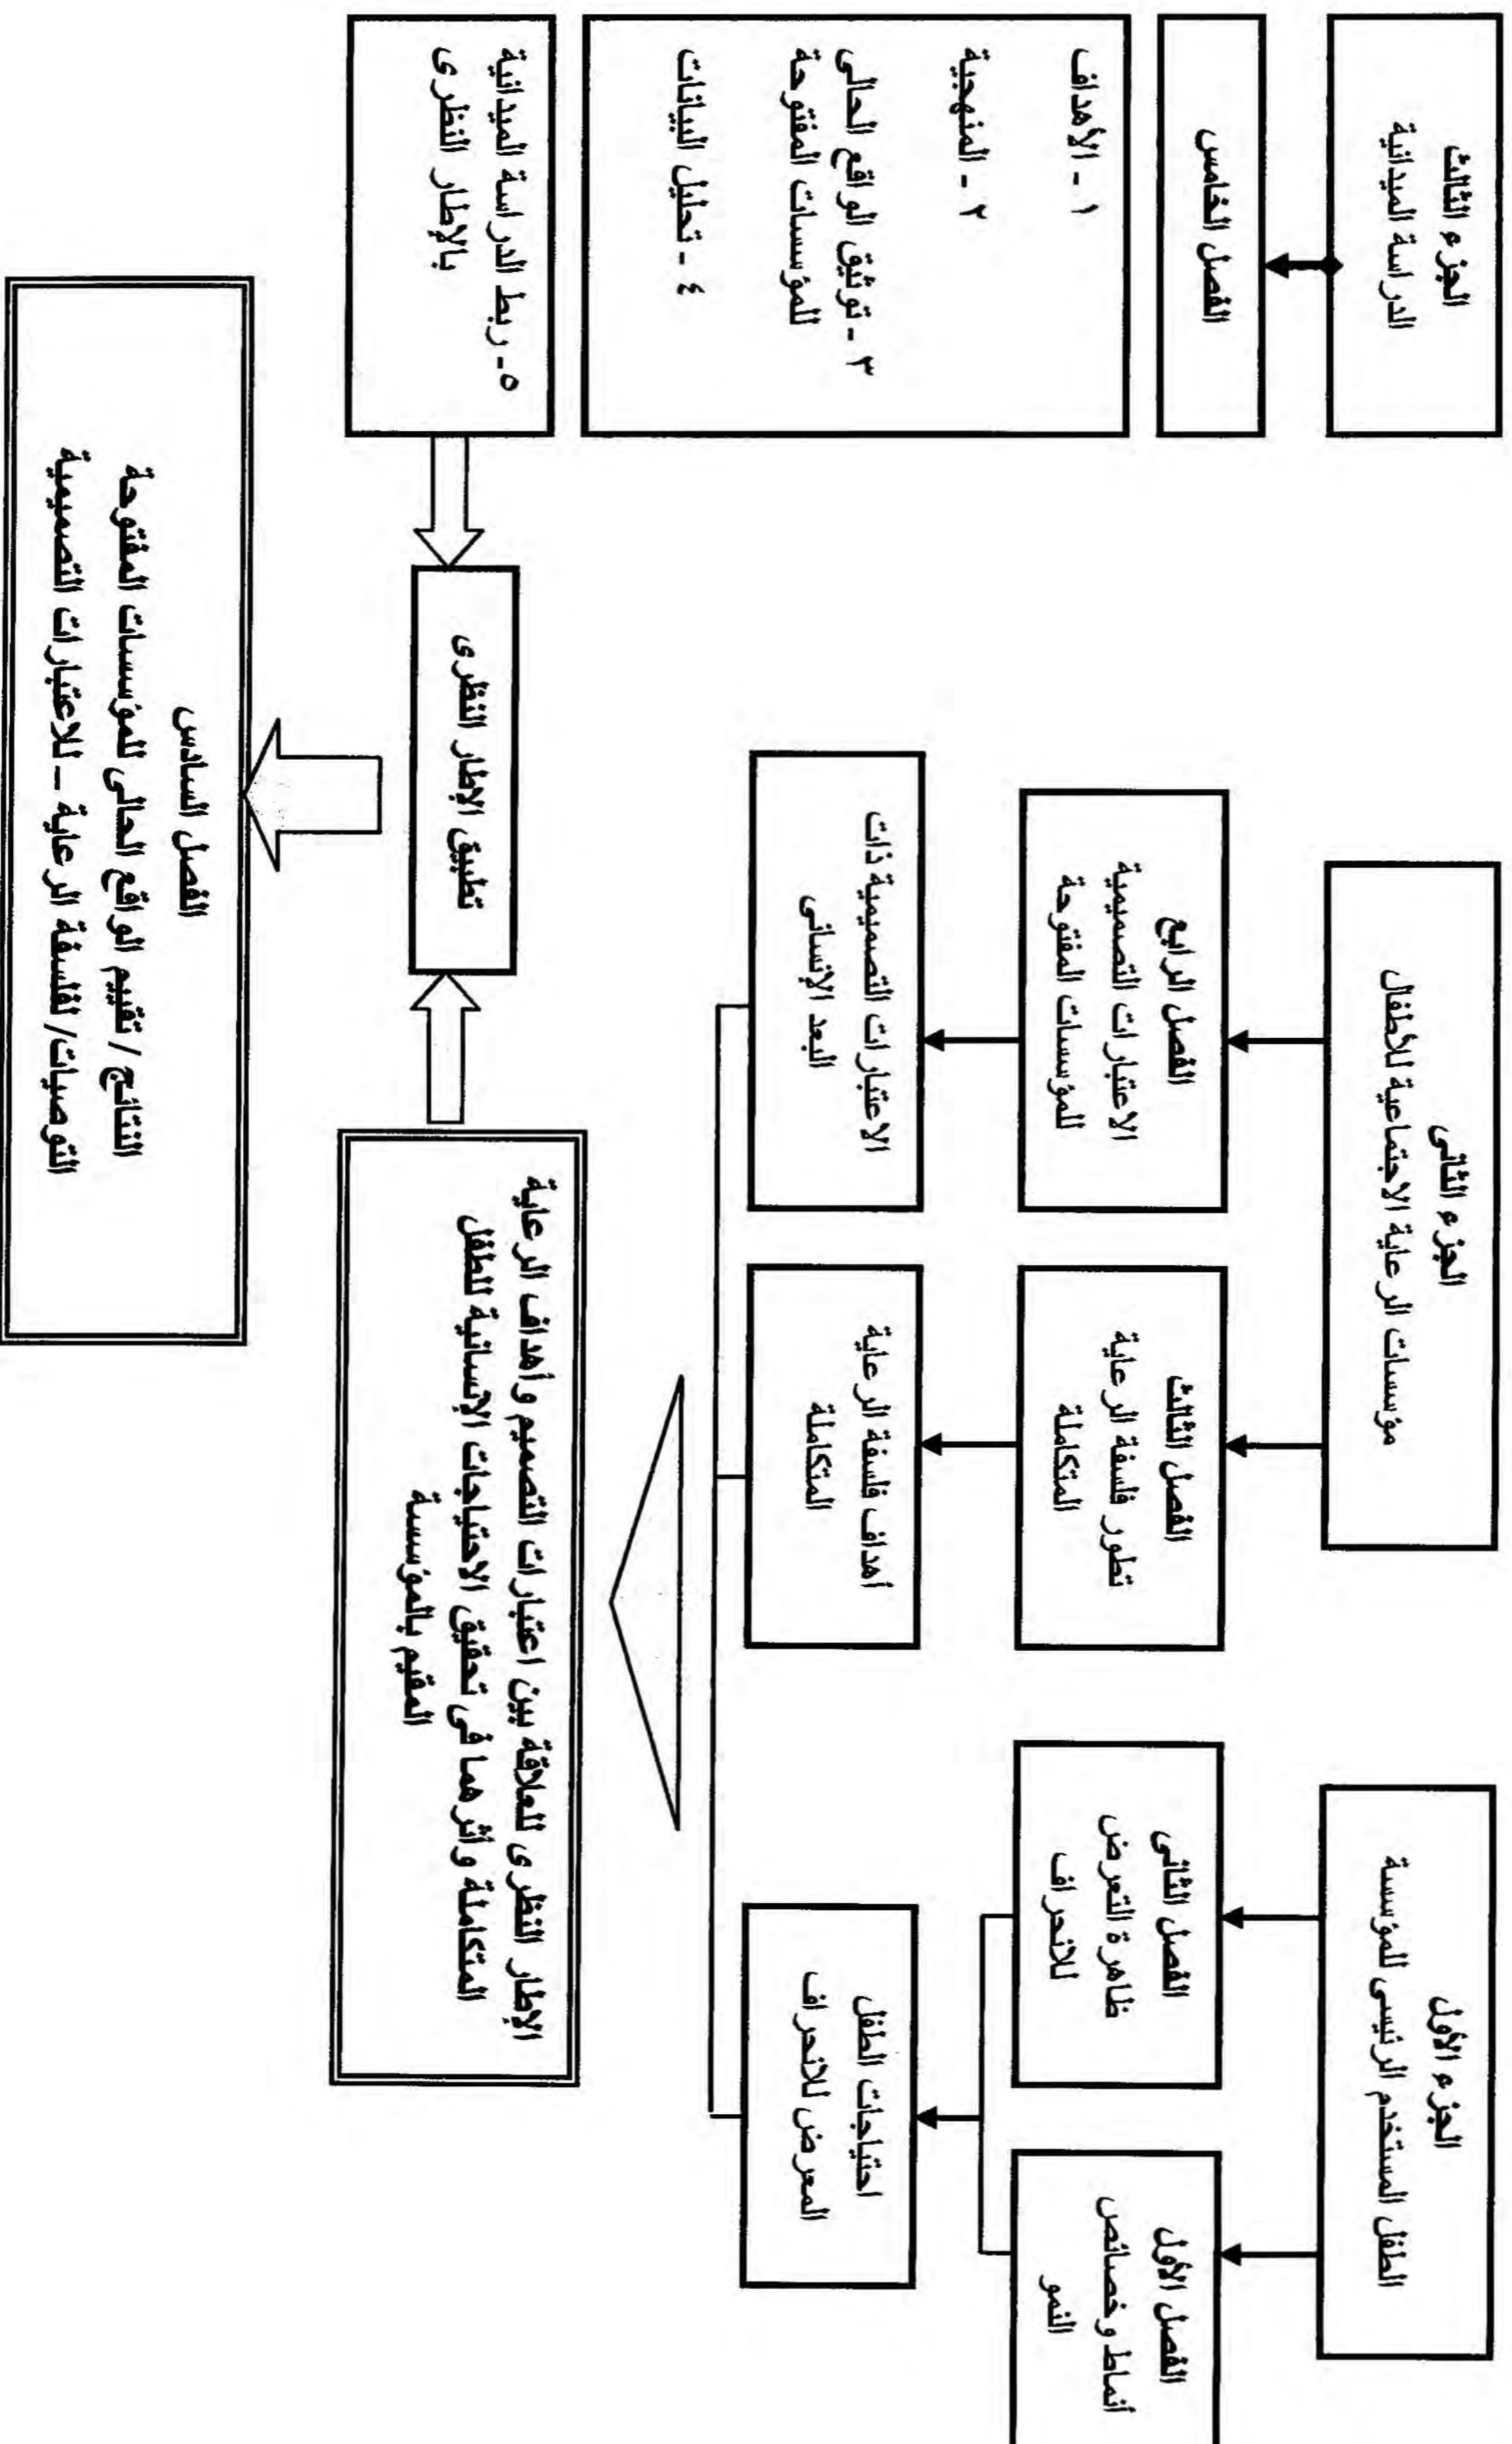 الجزء الأول
الطفل المستخدم الرئيسى للمؤسسة
الفصل الأول
أنماط وخصائص
النمو
الفصل الثانى
ظاهرة التعرض
للانحراف
احتياجات الطفل
المعرض للانحراف
الجزء الثانى
مؤسسات الرعاية الاجتماعية للأطفال
الفصل الثالث
تطور فلسفة الرعاية
المتكاملة
أهداف فلسفة الرعاية
المتكاملة
الفصل الرابع
الاعتبارات التصميمية
للمؤسسات المفتوحة
الاعتبارات التصميمية ذات
البعد الإنسانى
الإطار النظرى للعلاقة بين اعتبارات التصميم وأهداف الرعاية
المتكاملة وأثرهما فى تحقيق الاحتياجات الإنسانية للطفل
المقيم بالمؤسسة
الجزء الثالث
الدراسة الميدانية
الفصل الخامس
١ - الأهداف
٢ - المنهجية
٣ - توثيق الواقع الحالى
للمؤسسات المفتوحة
٤ - تحليل البيانات
٥ - ربط الدراسة الميدانية
بالإطار النظرى
تطبيق الإطار النظرى
الفصل السادس
النتائج / تقييم الواقع الحالى للمؤسسات المفتوحة
التوصيات/ لفلسفة الرعاية – للاعتبارات التصميمية